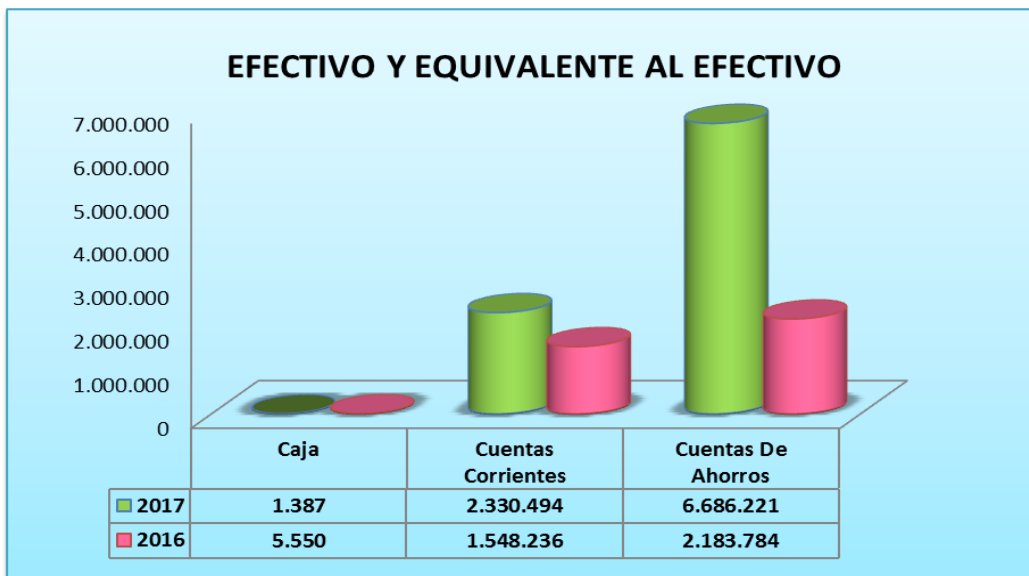 EFECTIVO Y EQUIVALENTE AL EFECTIVO
7.000.000
6.000.000
5.000.000
4.000.000
3.000.000
2.000.000
1.000.000
0
Caja Cuentas Cuentas De
Corrientes Ahorros
2017 1.387 2.330.494 6.686.221
2016 5.550 1.548.236 2.183.784